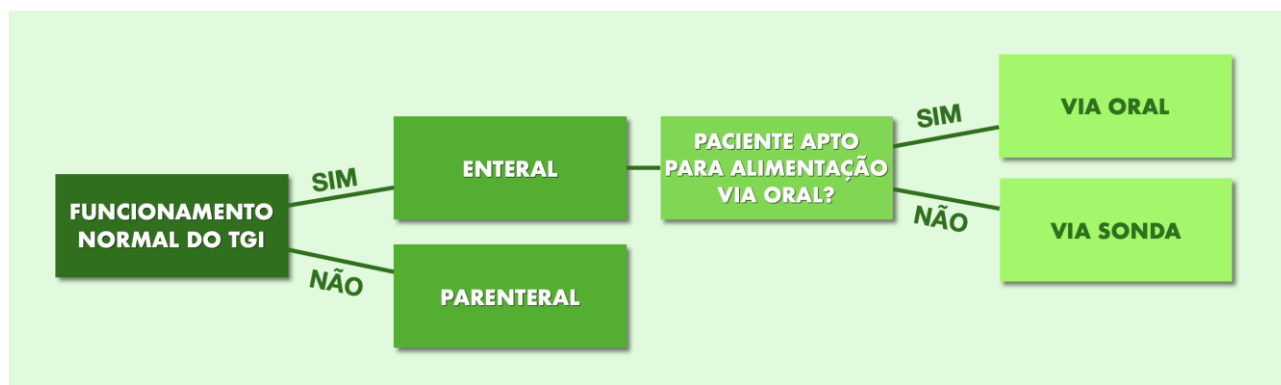 FUNCIONAMENTO
NORMAL DO TGI
SIM
NÃO
ENTERAL
PARENTERAL
PACIENTE APTO
PARA ALIMENTAÇÃO
VIA ORAL?
SIM
NÃO
VIA ORAL
VIA SONDA